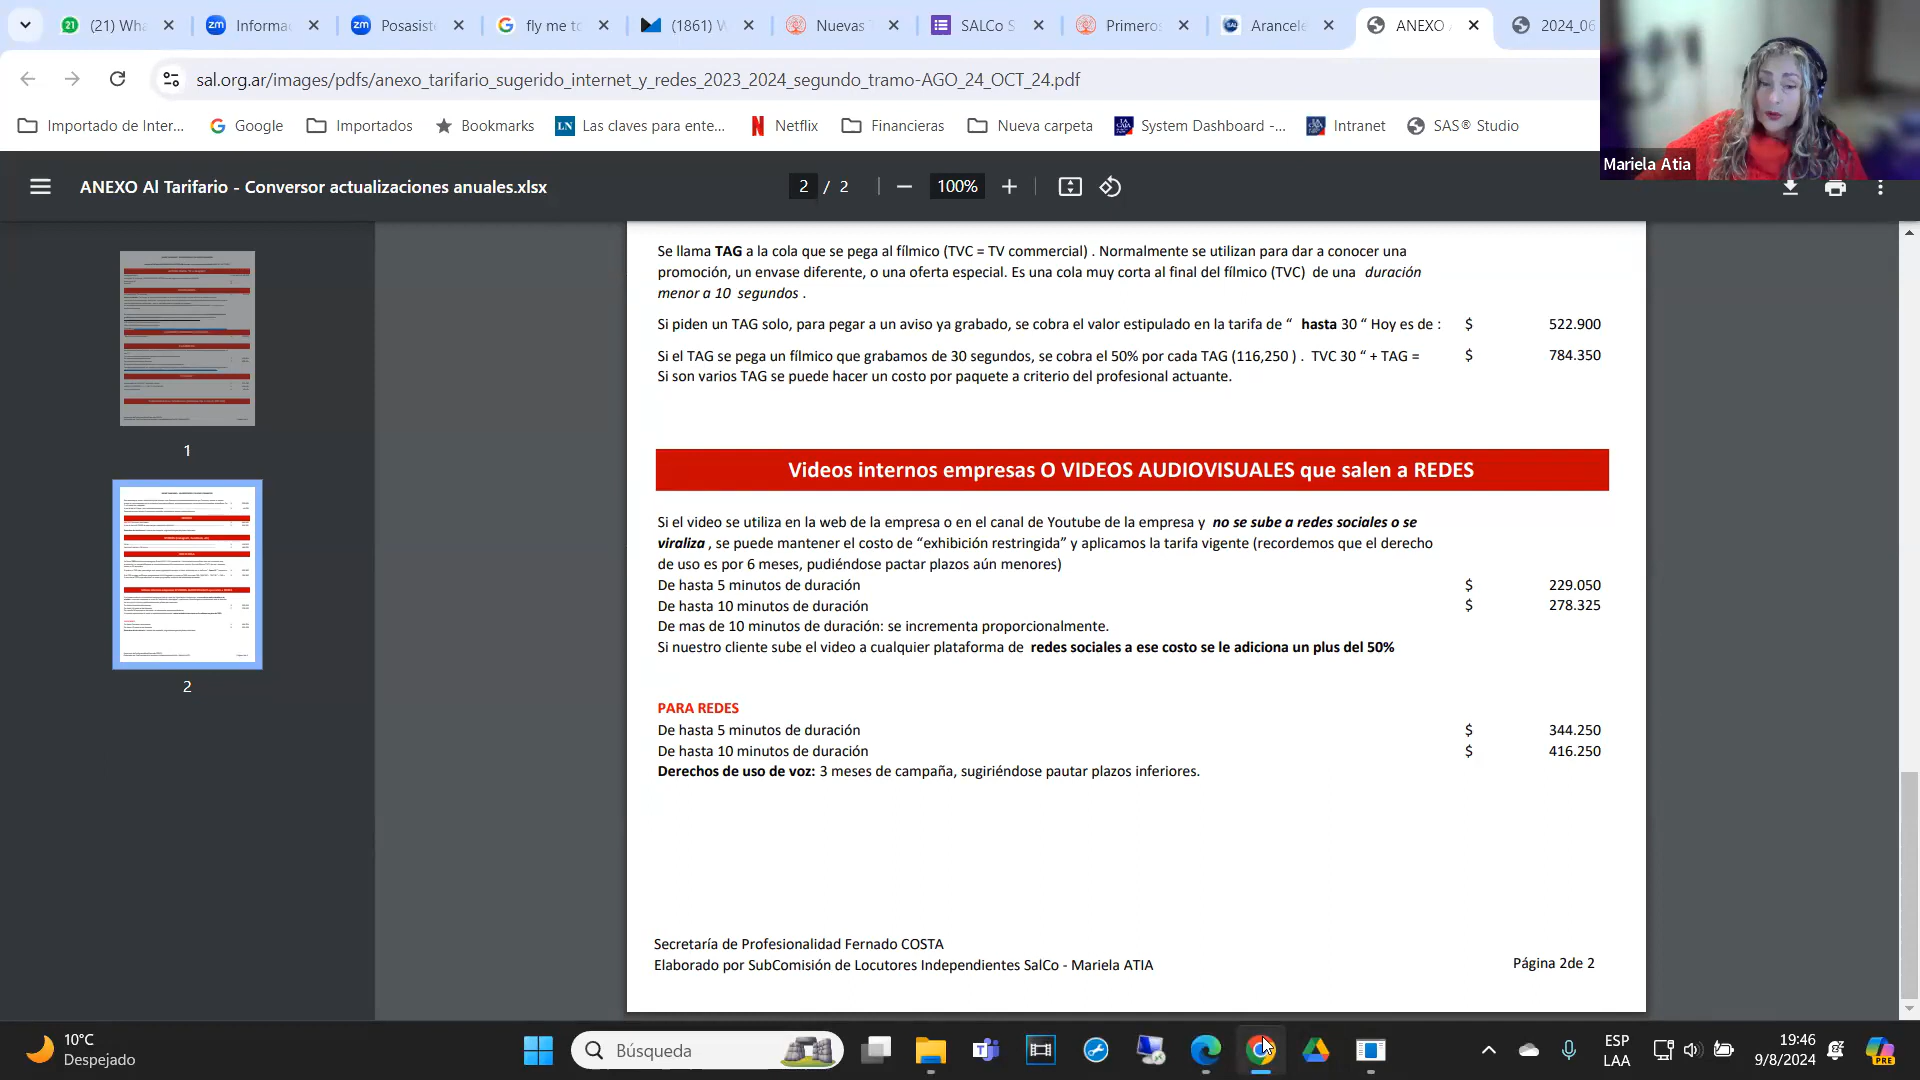 (21) Wha
Informac
Posasiste
fly me to
(1861) W
Nuevas T
SALCo S
Primeros
Arancele
ANEXO A
2024_06
sal.org.ar/images/pdfs/anexo_tarifario_sugerido_internet_y_redes_2023_2024_segundo_tramo-AGO_24_OCT_24.pdf
Importado de Inter...
Google
Importados
Bookmarks
Las claves para ente...
Netflix
Financieras
Nueva carpeta
System Dashboard -...
Intranet
SAS® Studio
Mariela Atia
ANEXO Al Tarifario - Conversor actualizaciones anuales.xlsx
2 / 2
100%
1
2
Se llama TAG a la cola que se pega al fílmico (TVC = TV commercial) . Normalmente se utilizan para dar a conocer una
promoción, un envase diferente, o una oferta especial. Es una cola muy corta al final del fílmico (TVC) de una duración
menor a 10 segundos .
Si piden un TAG solo, para pegar a un aviso ya grabado, se cobra el valor estipulado en la tarifa de “ hasta 30 “ Hoy es de : $ 522.900
Si el TAG se pega un fílmico que grabamos de 30 segundos, se cobra el 50% por cada TAG (116,250 ) . TVC 30 “ + TAG = $ 784.350
Si son varios TAG se puede hacer un costo por paquete a criterio del profesional actuante.
Videos internos empresas O VIDEOS AUDIOVISUALES que salen a REDES
Si el video se utiliza en la web de la empresa o en el canal de Youtube de la empresa y no se sube a redes sociales o se
viraliza , se puede mantener el costo de “exhibición restringida” y aplicamos la tarifa vigente (recordemos que el derecho
de uso es por 6 meses, pudiéndose pactar plazos aún menores)
De hasta 5 minutos de duración $ 229.050
De hasta 10 minutos de duración $ 278.325
De mas de 10 minutos de duración: se incrementa proporcionalmente.
Si nuestro cliente sube el video a cualquier plataforma de redes sociales a ese costo se le adiciona un plus del 50%
PARA REDES
De hasta 5 minutos de duración $ 344.250
De hasta 10 minutos de duración $ 416.250
Derechos de uso de voz: 3 meses de campaña, sugiriéndose pautar plazos inferiores.
Secretaría de Profesionalidad Fernado COSTA
Elaborado por SubComisión de Locutores Independientes SalCo - Mariela ATIA
Página 2de 2
10°C
Despejado
Búsqueda
ESP
LAA
19:46
9/8/2024